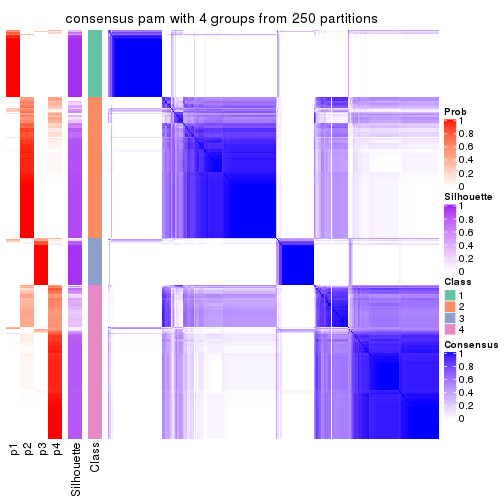 consensus pam with 4 groups from 250 partitions
Prob
1
0.8
0.6
0.4
0.2
0
Silhouette
1
0.8
0.6
0.4
0.2
0
Class
1
2
3
4
Consensus
1
0.8
0.6
0.4
0.2
0
p1
p2
p3
p4
Silhouette
Class